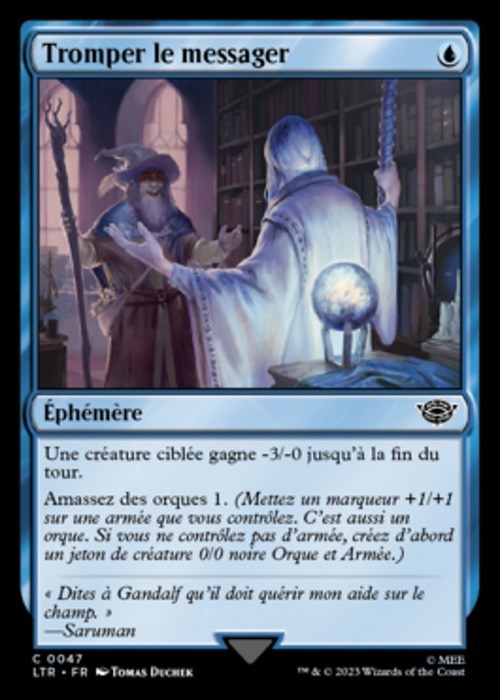 Tromper le messager
Éphémère
Une créature ciblée gagne -3/-0 jusqu'à la fin du
tour.
Amassez des orques 1. (Mettez un marqueur +1/+1
sur une armée que vous contrôlez. C'est aussi un
orque. Si vous ne contrôlez pas d'armée, créez d'abord
un jeton de créature 0/0 noire Orque et Armée.)
« Dites à Gandalf qu'il doit quérir mon aide sur le
champ. »
—Saruman
C 0047
LTR • FR Tomas Duchek
© MEE
™ & © 2023 Wizards of the Coast